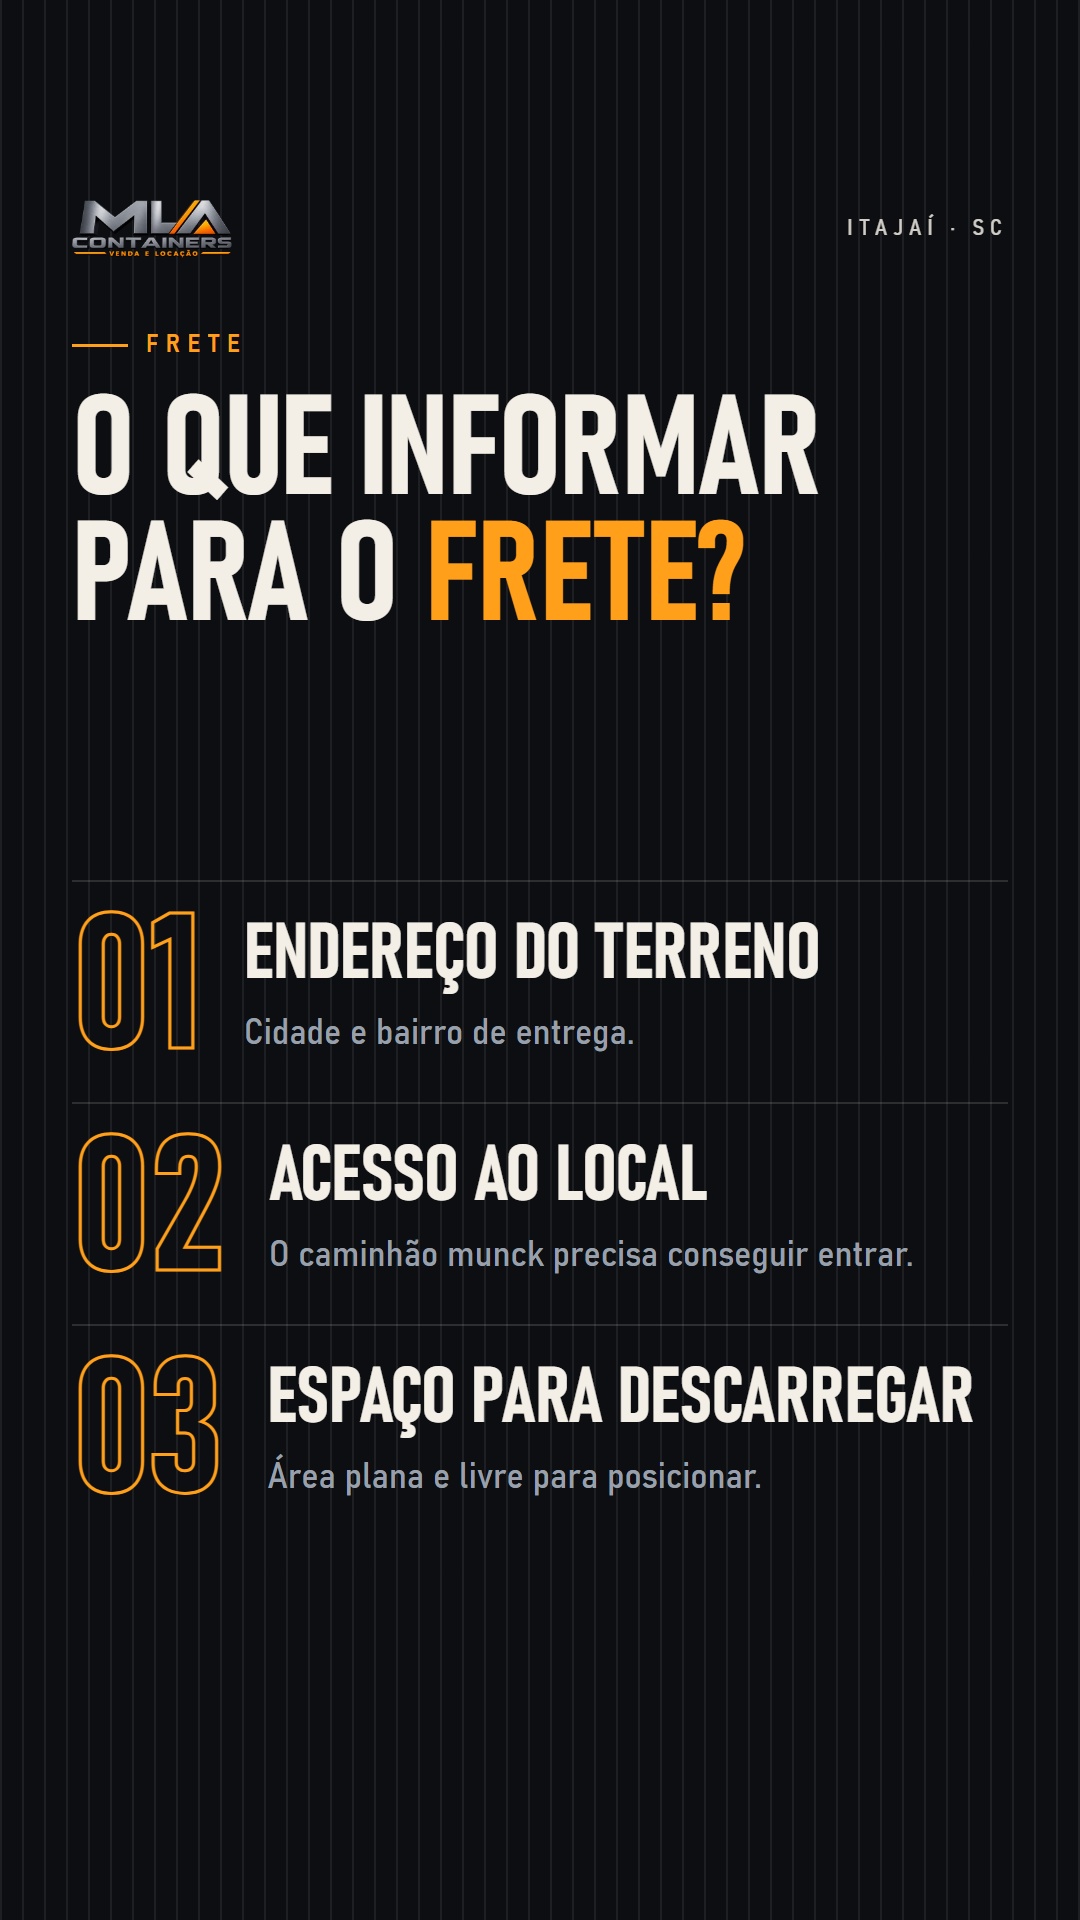 MLA
CONTAINERS
VENDA E LOCAÇÃO
ITAJAÍ · SC
FRETE
O QUE INFORMAR
PARA O FRETE?
01
ENDEREÇO DO TERRENO
Cidade e bairro de entrega.
02
ACESSO AO LOCAL
O caminhão munck precisa conseguir entrar.
03
ESPAÇO PARA DESCARREGAR
Área plana e livre para posicionar.